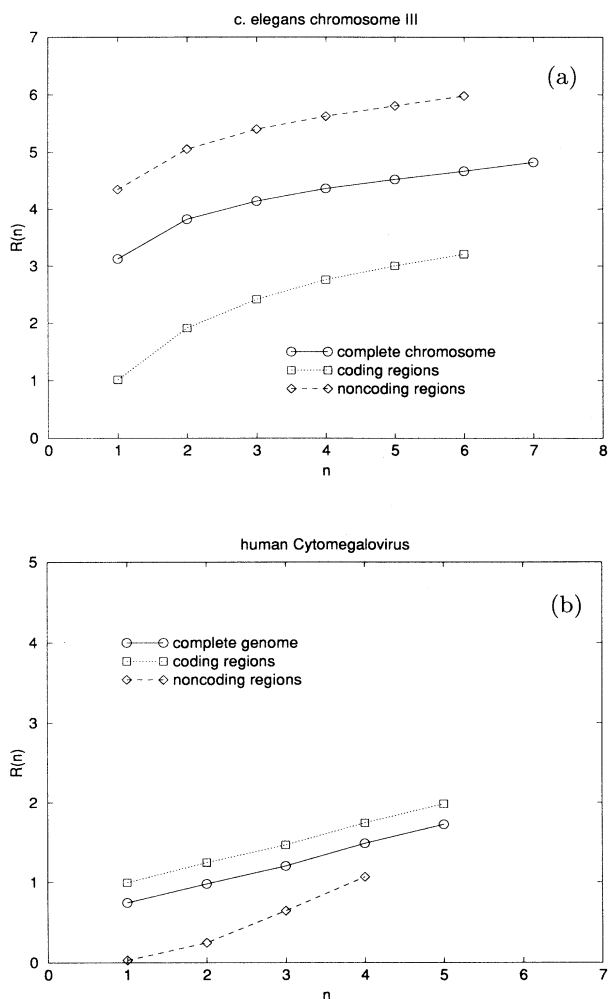 c. elegans chromosome III
7
(a)
6
5
4
R(n)
3
complete chromosome
2
coding regions
noncoding regions
1
0
0 1 2 3 4 5 6 7 8
n
human Cytomegalovirus
5
(b)
4
complete genome
coding regions
noncoding regions
3
R(n)
2
1
0
0 1 2 3 4 5 6 7
n